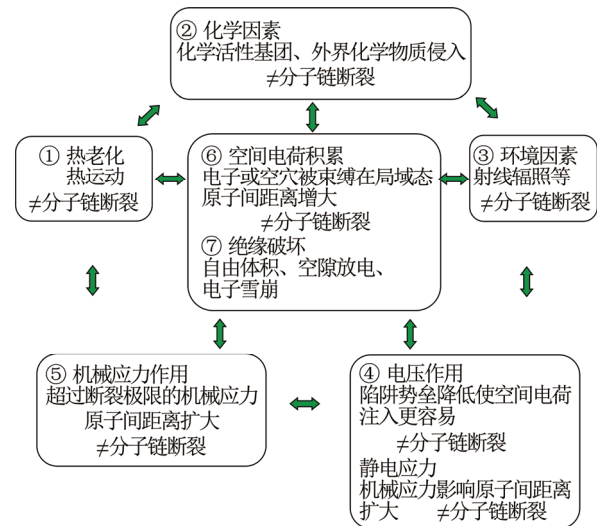 ② 化学因素
化学活性基团、外界化学物质侵入
≠分子链断裂
① 热老化
热运动
≠分子链断裂
⑥ 空间电荷积累
电子或空穴被束缚在局域态
原子间距离增大
≠分子链断裂
⑦ 绝缘破坏
自由体积、空隙放电、
电子雪崩
③ 环境因素
射线辐照等
≠分子链断裂
⑤ 机械应力作用
超过断裂极限的机械应力
原子间距离扩大
≠分子链断裂
④ 电压作用
陷阱势垒降低使空间电荷
注入更容易
≠分子链断裂
静电应力
机械应力影响原子间距离
扩大 ≠分子链断裂